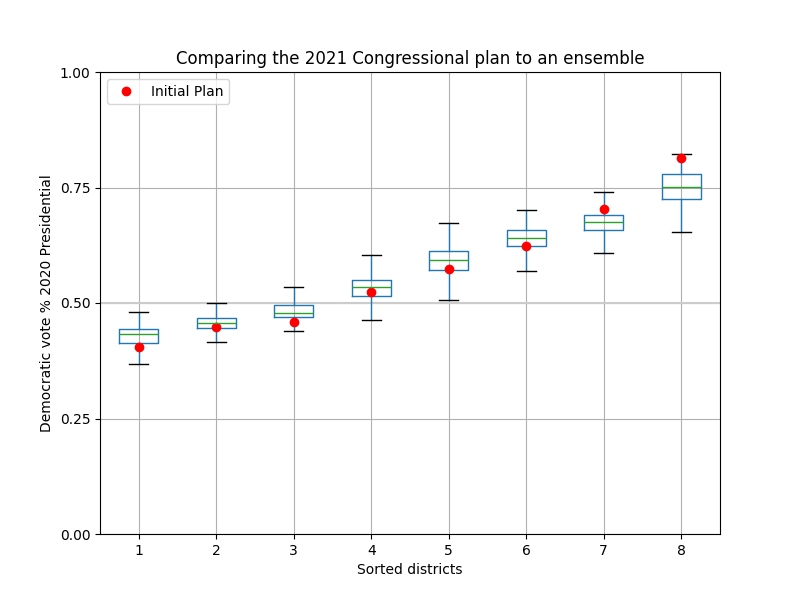 Comparing the 2021 Congressional plan to an ensemble
Initial Plan
1.00
0.75
0.50
0.25
0.00
Democratic vote % 2020 Presidential
1 2 3 4 5 6 7 8
Sorted districts